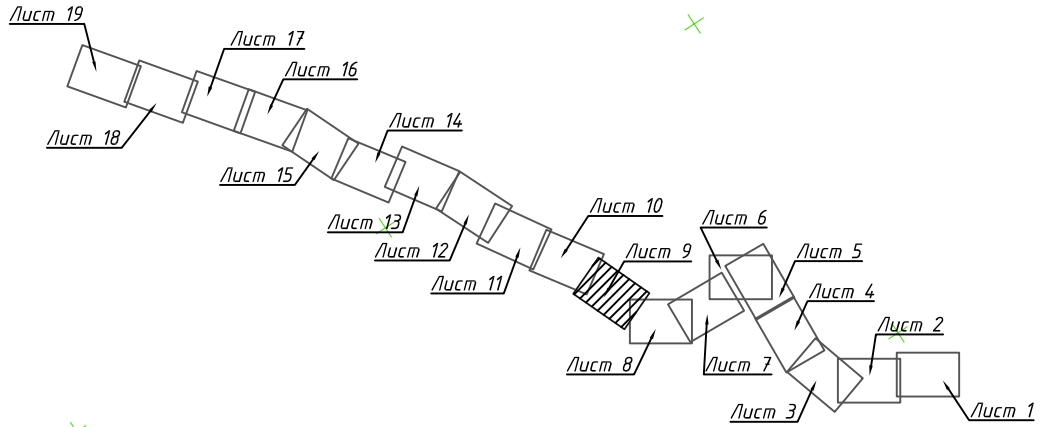 Лист 19
Лист 17
Лист 16
Лист 18
Лист 14
Лист 15
Лист 13
Лист 12
Лист 10
Лист 11
Лист 9
Лист 6
Лист 5
Лист 4
Лист 2
Лист 8
Лист 7
Лист 3
Лист 1